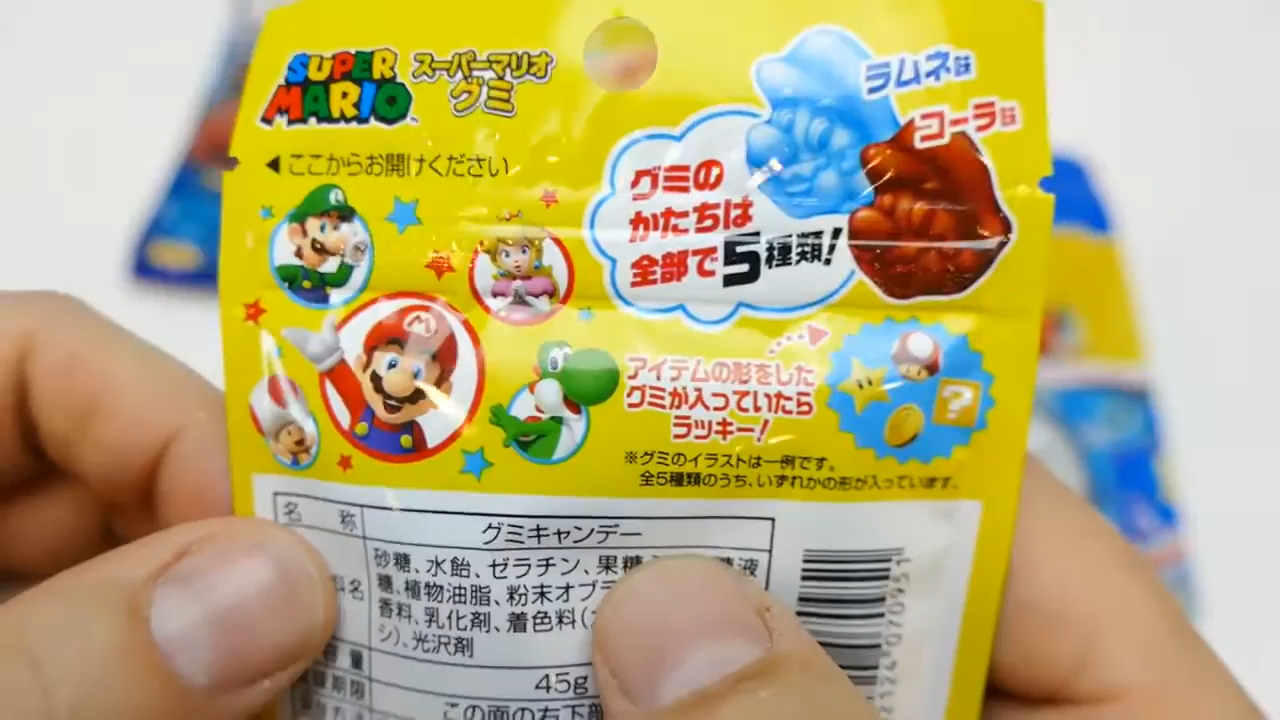 SUPER
MARIO
スーパーマリオ
グミ
ラムネ味
コーラ味
◀ ここからお開けください
グミの
かたちは
全部で5種類!
アイテムの形をした
グミが入っていたら
ラッキー!
?
※グミのイラストは一例です。
全5種類のうち、いずれかの形が入っています。
名 称
グミキャンデー
料名
砂糖、水飴、ゼラチン、果糖
液
糖、植物油脂、粉末オブラ
香料、乳化剤、着色料(
シ)、光沢剤
量
45g
期限
この面の右下